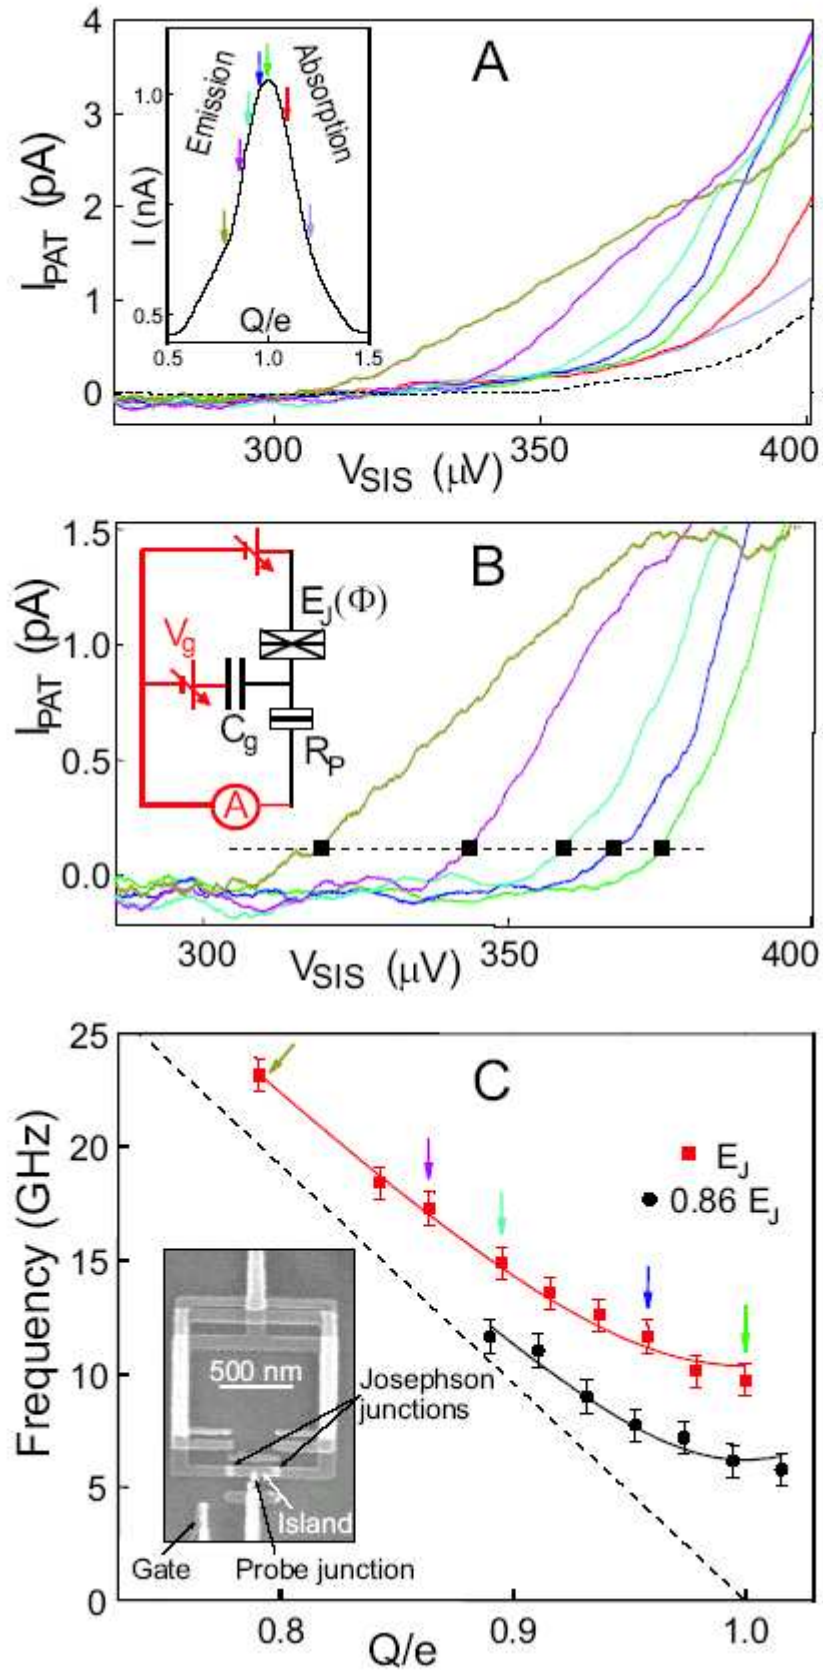 A
I_PAT (pA)
4
3
2
1
0
Emission
Absorption
I (nA)
1.0
0.5
Q/e
0.5
1.0
1.5
300
350
400
V_SIS (μV)
B
I_PAT (pA)
1.5
1.0
0.5
0.0
E_J(Φ)
V_g
C_g
R_P
A
300
350
400
V_SIS (μV)
C
Frequency (GHz)
25
20
15
10
5
0
E_J
0.86 E_J
500 nm
Josephson
junctions
Island
Gate
Probe junction
0.8
0.9
1.0
Q/e